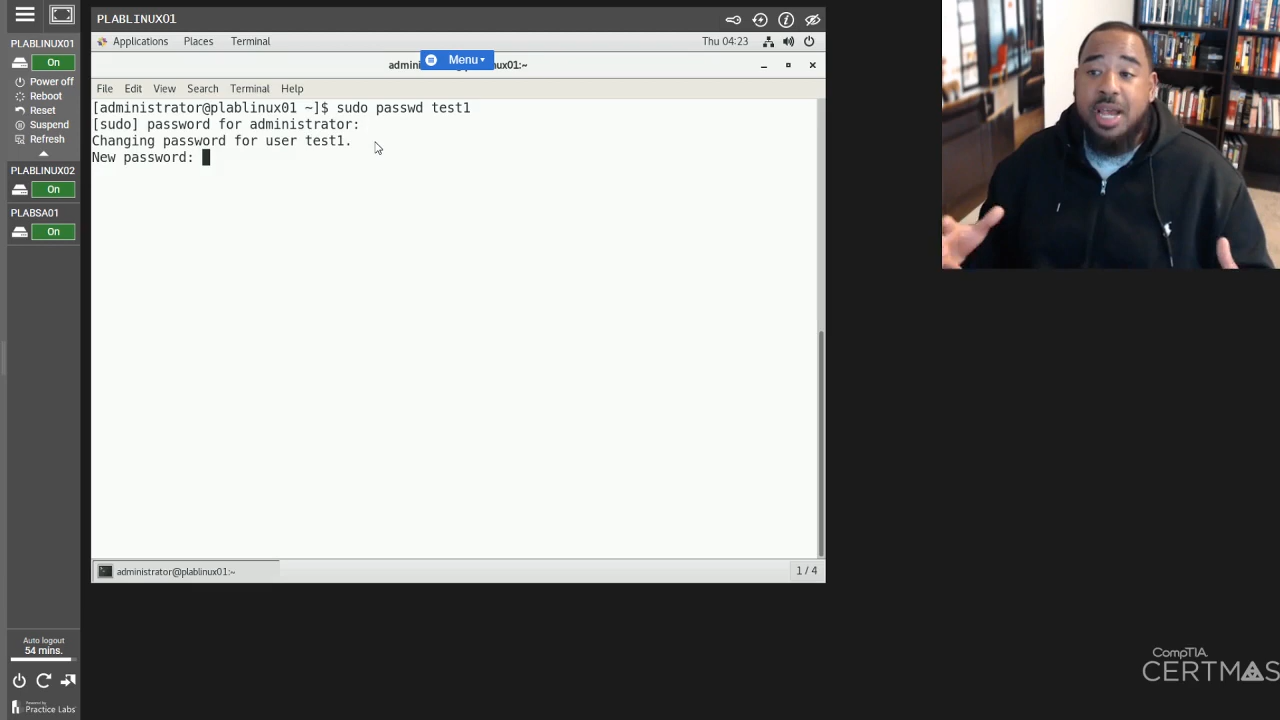 PLABLINUX01
PLABLINUX01
On
Power off
Reboot
Reset
Suspend
Refresh
PLABLINUX02
On
PLABSA01
On
Applications Places Terminal Thu 04:23
Menu
File Edit View Search Terminal Help
[administrator@plablinux01 ~]$ sudo passwd test1
[sudo] password for administrator:
Changing password for user test1.
New password:
administrator@plablinux01:~
1 / 4
Auto logout
54 mins.
Powered by
Practice Labs
CompTIA.
CERTMAS